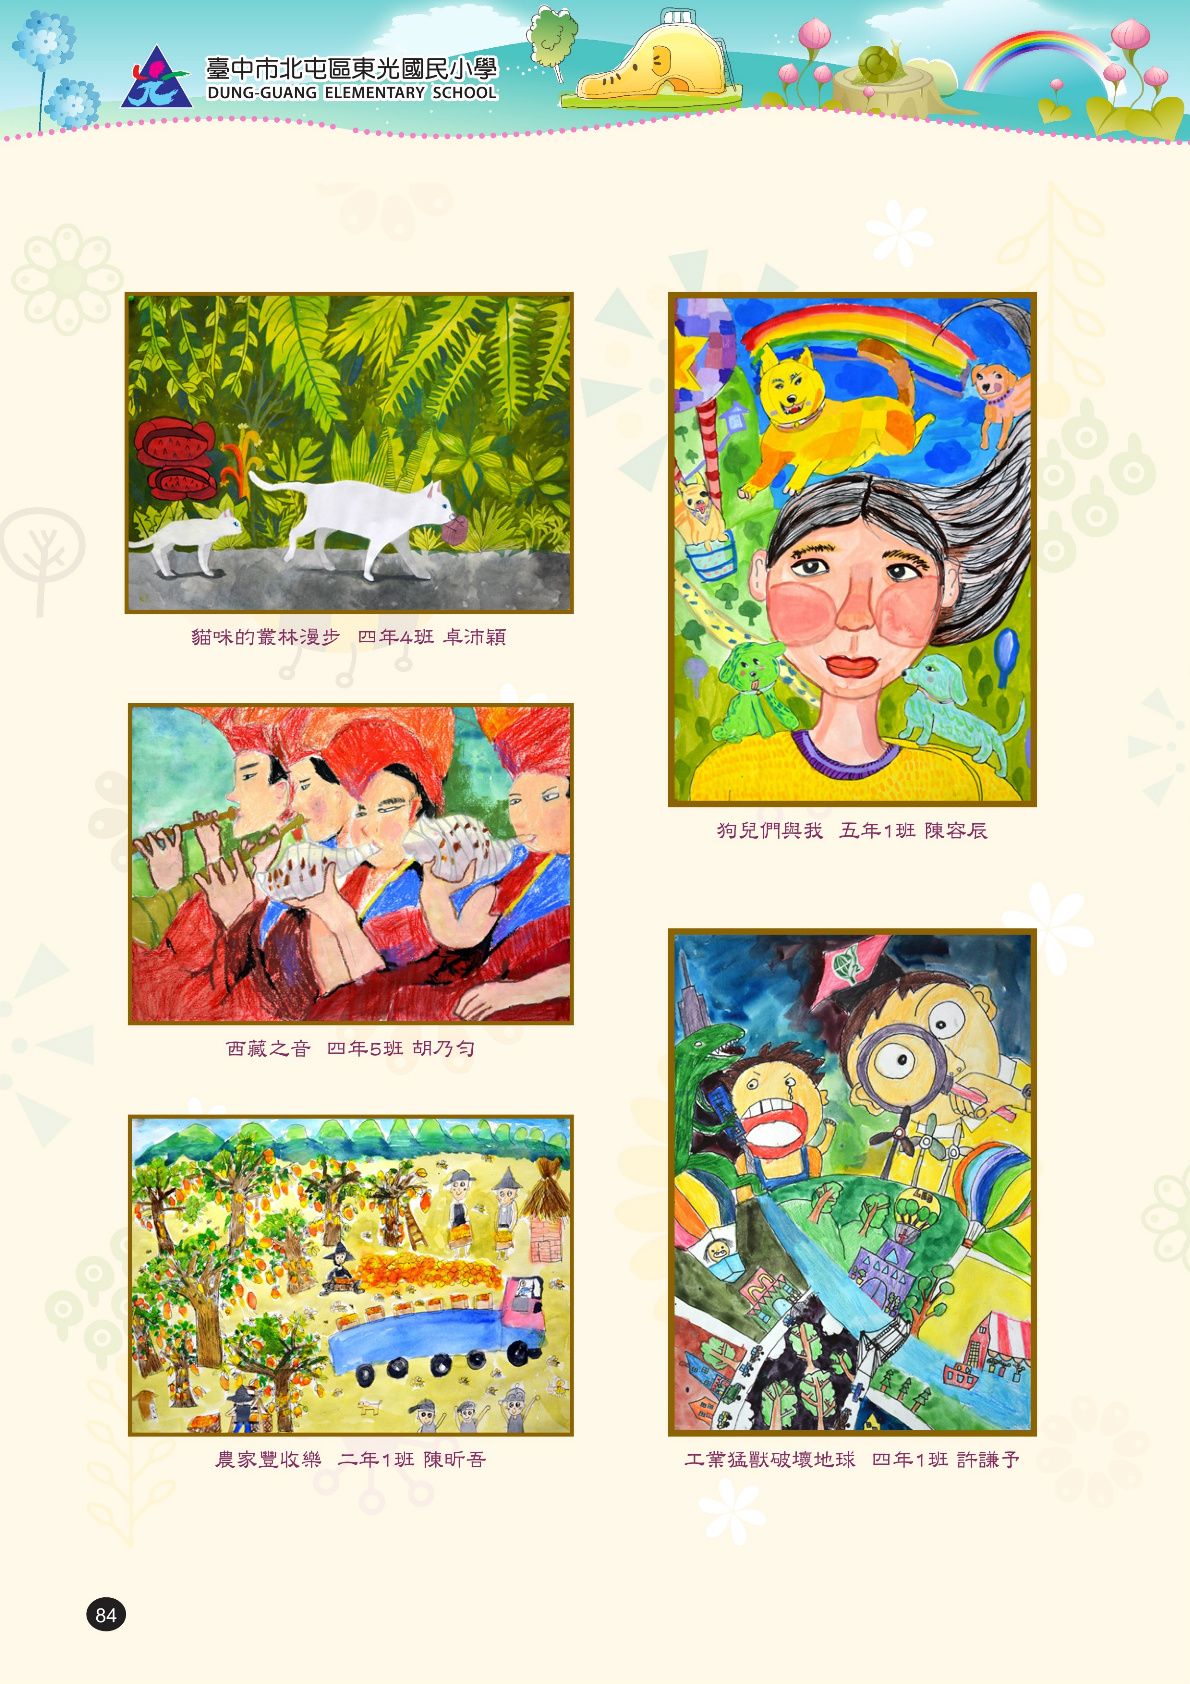 臺中市北屯區東光國民小學
DUNG-GUANG ELEMENTARY SCHOOL
貓咪的叢林漫步 四年4班 卓沛穎
西藏之音 四年5班 胡乃勻
農家豐收樂 二年1班 陳昕吾
狗兒們與我 五年1班 陳容辰
工業猛獸破壞地球 四年1班 許謙予
84